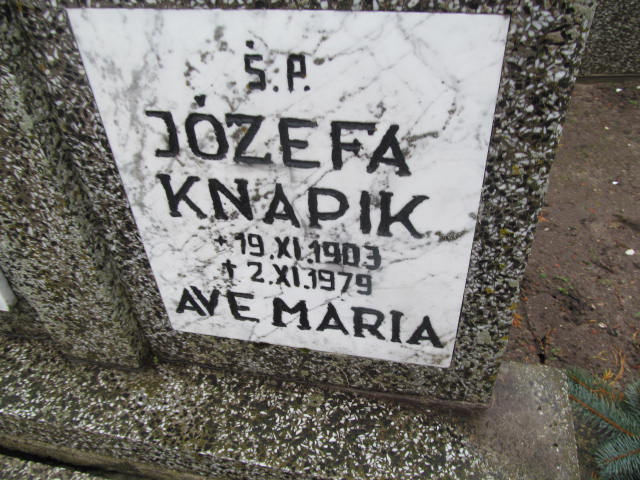 Ś.P.
JÓZEFA
KNAPIK
* 19.XI.1903
+ 2.XI.1979
AVE MARIA